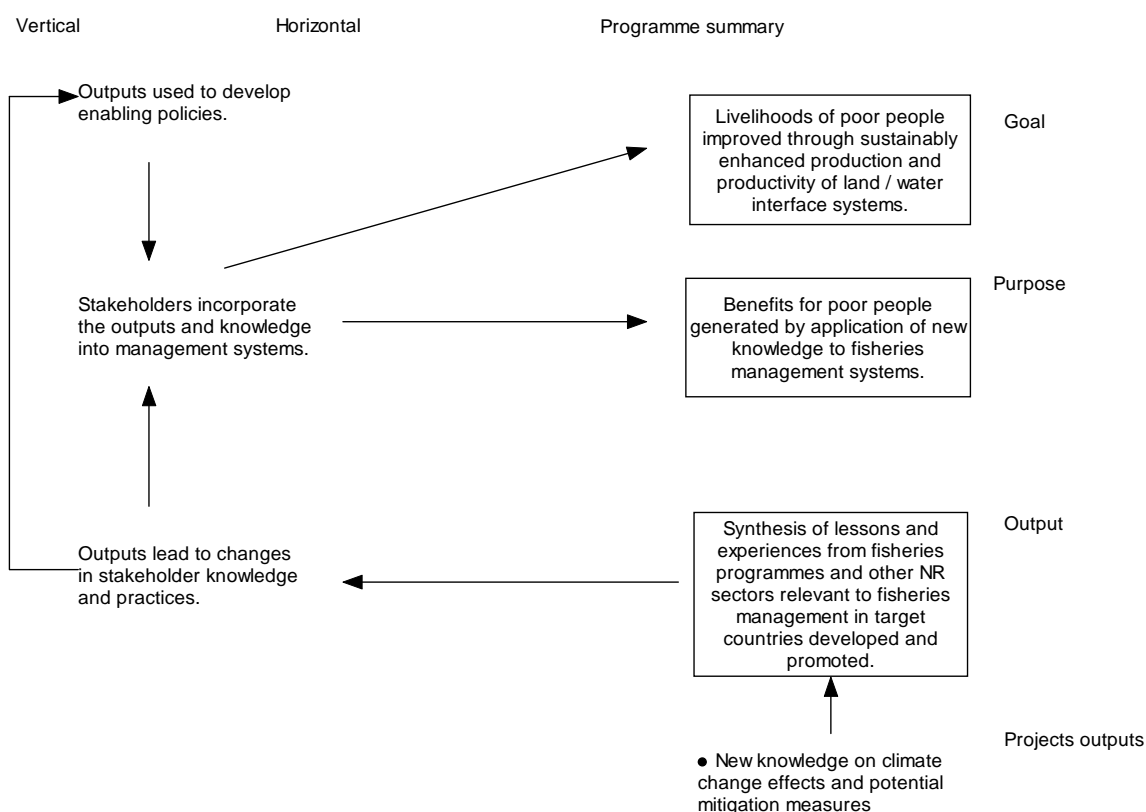 Vertical
Horizontal
Programme summary
Outputs used to develop
enabling policies.
Livelihoods of poor people
improved through sustainably
enhanced production and
productivity of land / water
interface systems.
Goal
Stakeholders incorporate
the outputs and knowledge
into management systems.
Benefits for poor people
generated by application of new
knowledge to fisheries
management systems.
Purpose
Outputs lead to changes
in stakeholder knowledge
and practices.
Synthesis of lessons and
experiences from fisheries
programmes and other NR
sectors relevant to fisheries
management in target
countries developed and
promoted.
Output
Projects outputs
● New knowledge on climate
change effects and potential
mitigation measures